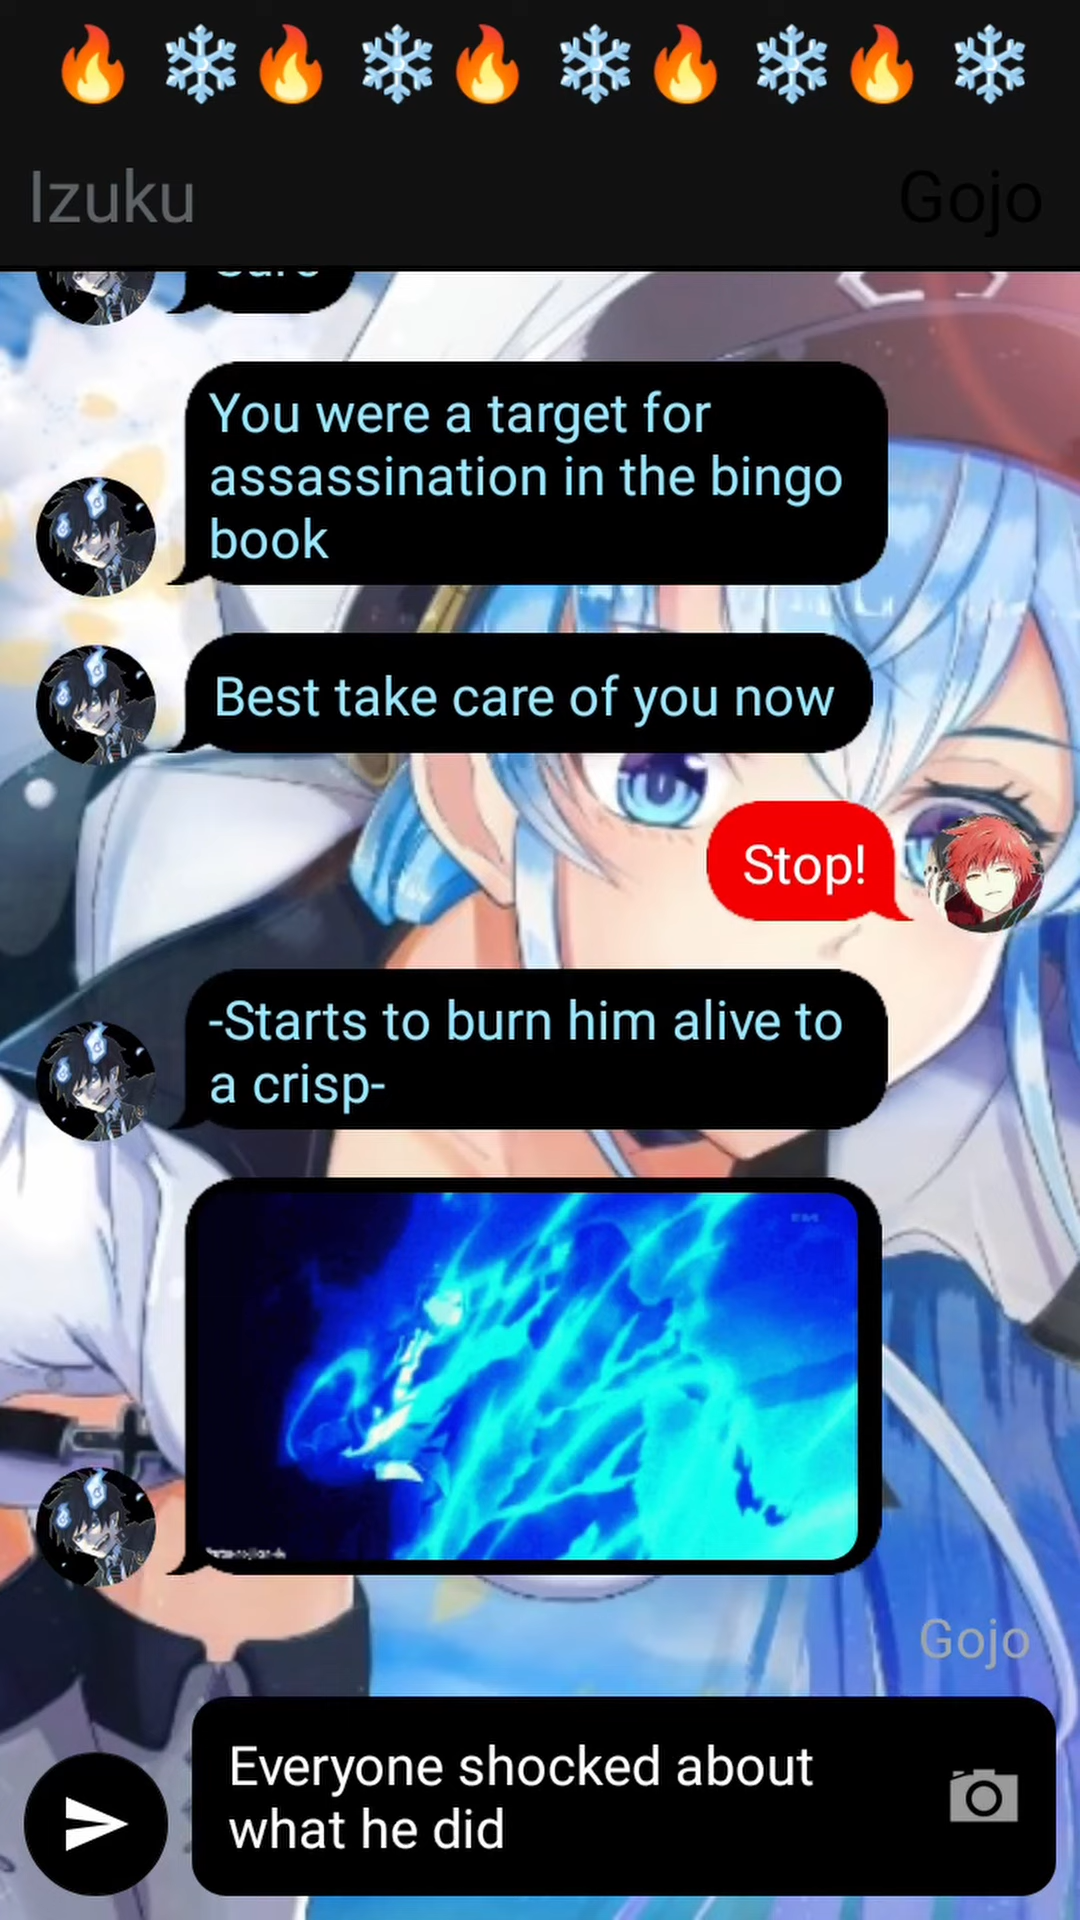 Izuku
Gojo
You were a target for
assassination in the bingo
book
Best take care of you now
Stop!
-Starts to burn him alive to
a crisp-
Gojo
Everyone shocked about
what he did